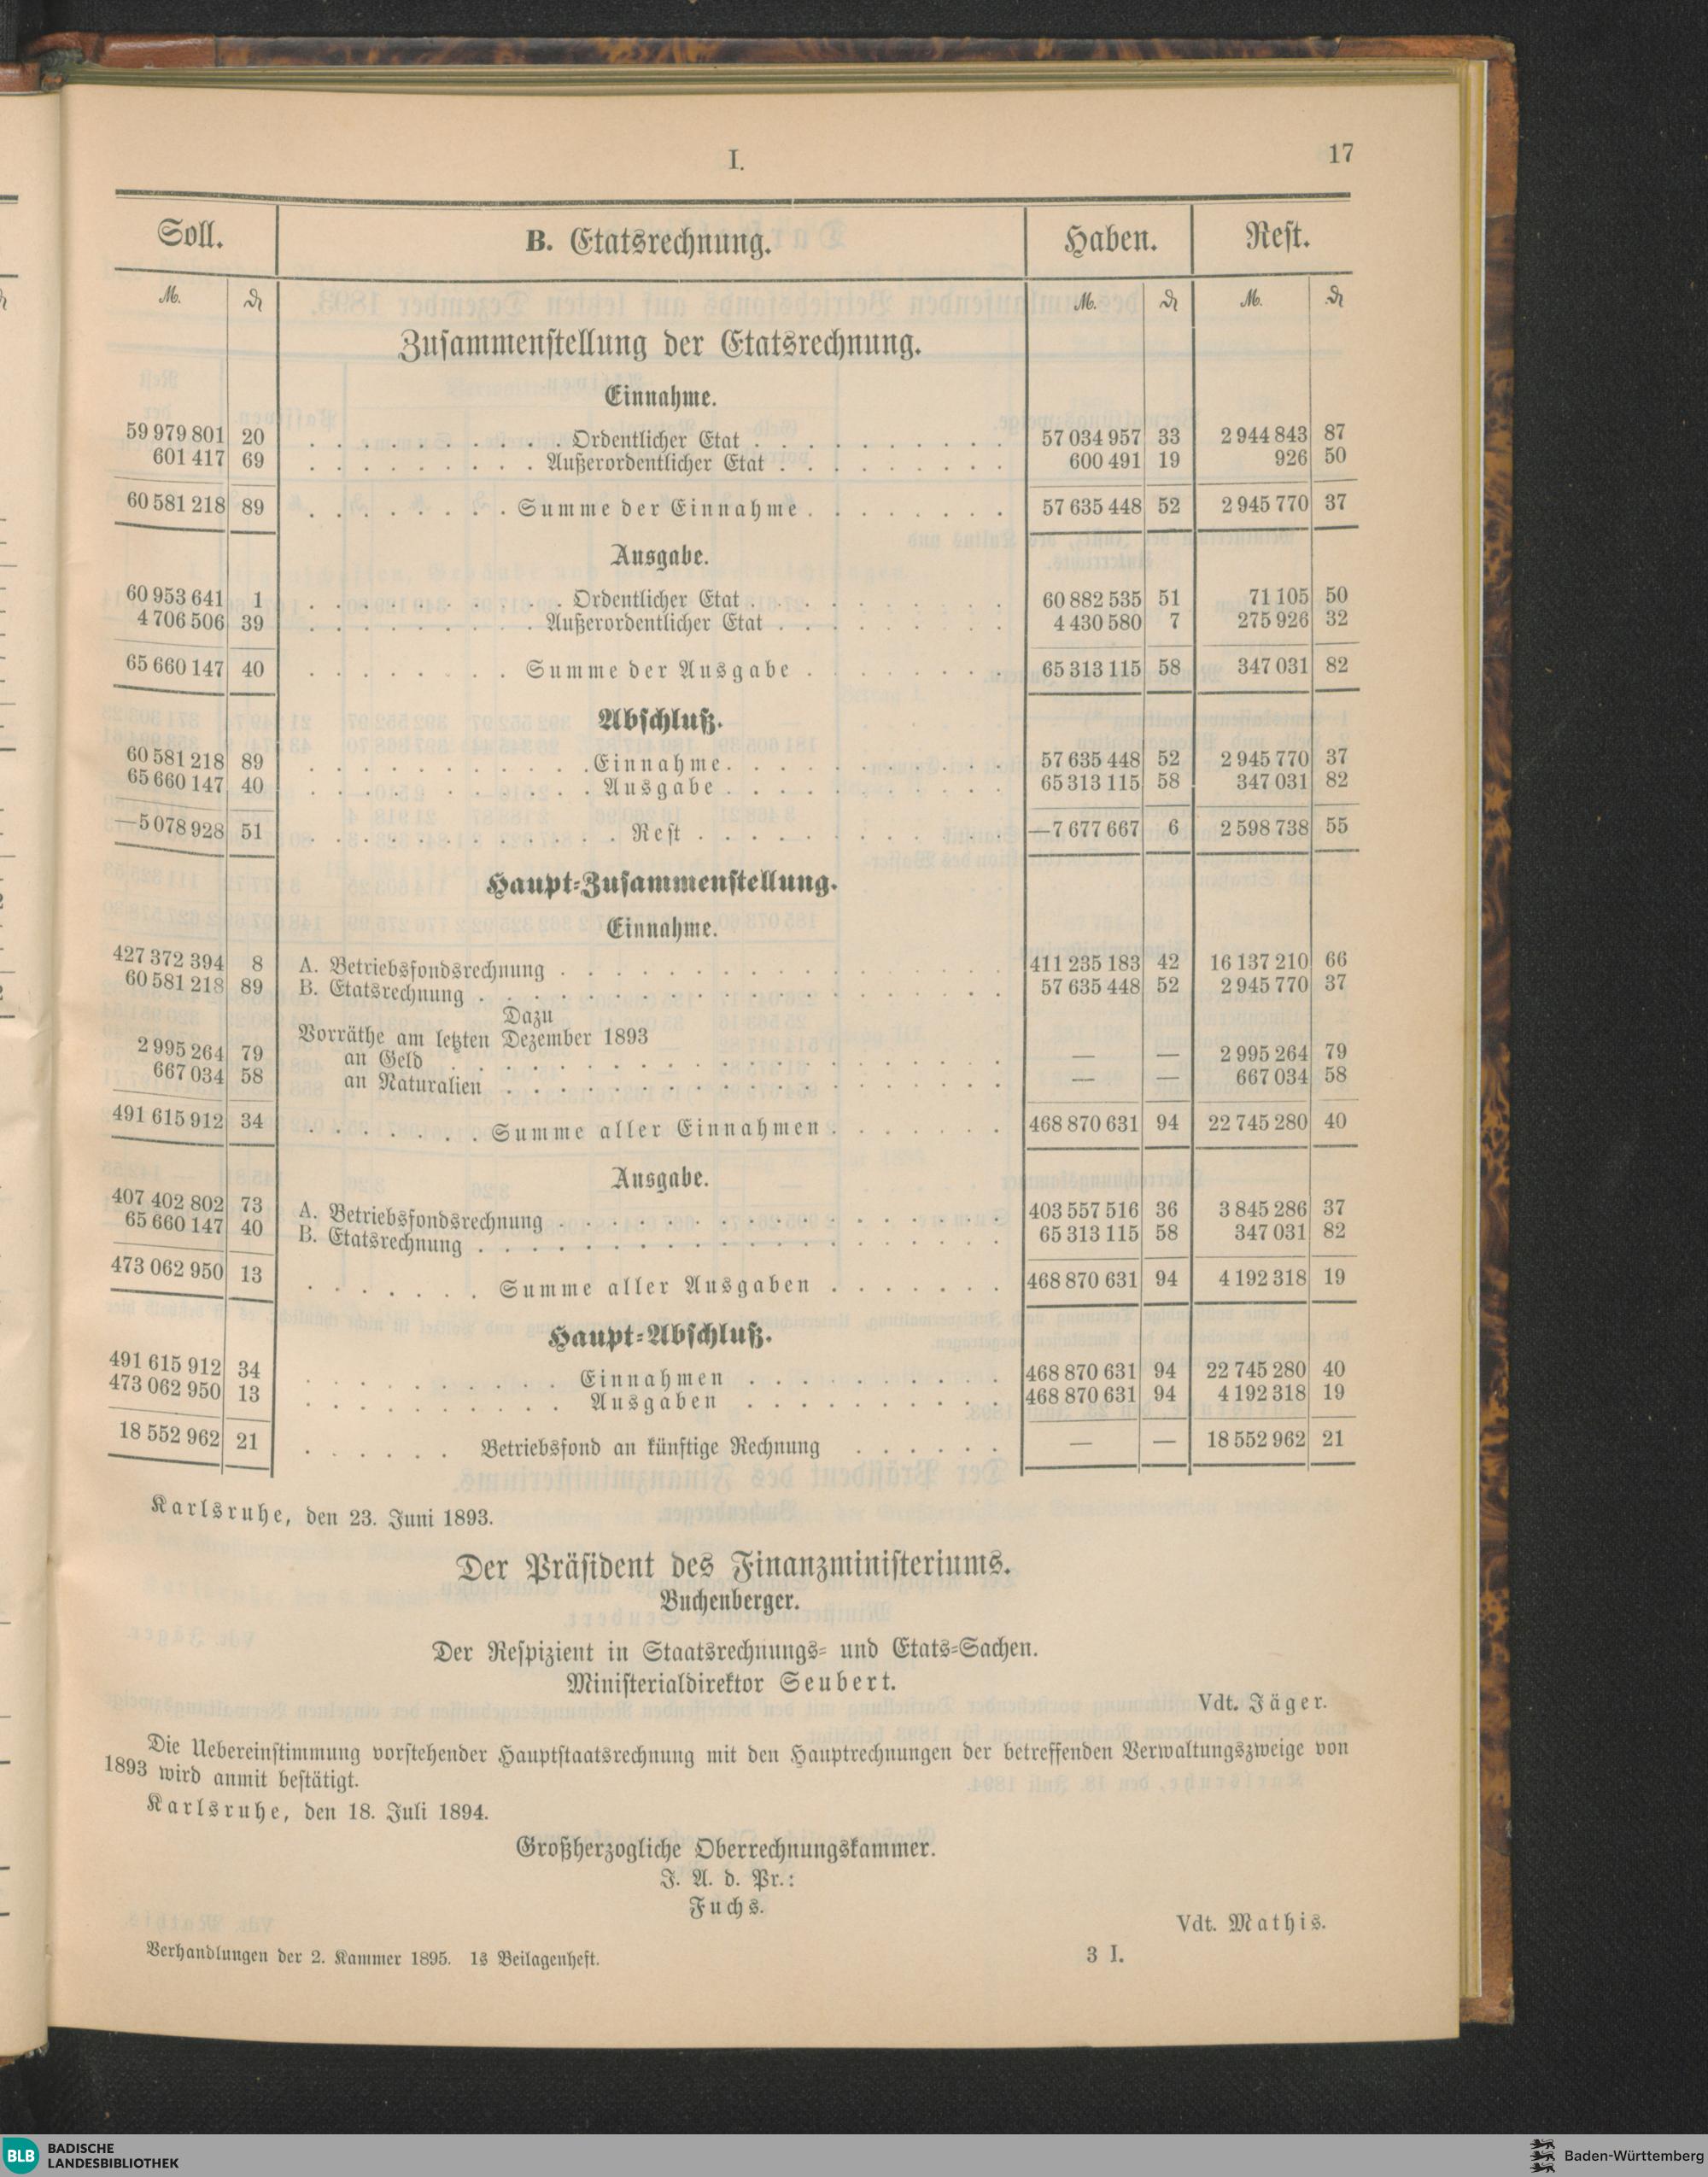 I.
17
Soll.
B. Etatsrechnung.
Haben.
Rest.
M. ₰ M. ₰ M. ₰
Zusammenstellung der Etatsrechnung.
Einnahme.
59 979 801 20 . . . Ordentlicher Etat . . . 57 034 957 33 2 944 843 87
601 417 69 . . . Außerordentlicher Etat . . . 600 491 19 926 50
60 581 218 89 . . . Summe der Einnahme . . . 57 635 448 52 2 945 770 37
Ausgabe.
60 953 641 1 . . . Ordentlicher Etat . . . 60 882 535 51 71 105 50
4 706 506 39 . . . Außerordentlicher Etat . . . 4 430 580 7 275 926 32
65 660 147 40 . . . Summe der Ausgabe . . . 65 313 115 58 347 031 82
Abschluß.
60 581 218 89 . . . Einnahme . . . 57 635 448 52 2 945 770 37
65 660 147 40 . . . Ausgabe . . . 65 313 115 58 347 031 82
—5 078 928 51 . . . Rest . . . —7 677 667 6 2 598 738 55
Haupt-Zusammenstellung.
Einnahme.
427 372 394 8 A. Betriebsfondsrechnung . . . 411 235 183 42 16 137 210 66
60 581 218 89 B. Etatsrechnung . . . 57 635 448 52 2 945 770 37
Dazu
Vorräthe am letzten Dezember 1893
2 995 264 79 an Geld . . . — — 2 995 264 79
667 034 58 an Naturalien . . . — — 667 034 58
491 615 912 34 . . . Summe aller Einnahmen . . . 468 870 631 94 22 745 280 40
Ausgabe.
407 402 802 73 A. Betriebsfondsrechnung . . . 403 557 516 36 3 845 286 37
65 660 147 40 B. Etatsrechnung . . . 65 313 115 58 347 031 82
473 062 950 13 . . . Summe aller Ausgaben . . . 468 870 631 94 4 192 318 19
Haupt-Abschluß.
491 615 912 34 . . . Einnahmen . . . 468 870 631 94 22 745 280 40
473 062 950 13 . . . Ausgaben . . . 468 870 631 94 4 192 318 19
18 552 962 21 . . . Betriebsfond an künftige Rechnung . . . — — 18 552 962 21
Karlsruhe, den 23. Juni 1893.
Der Präsident des Finanzministeriums.
Buchenberger.
Der Respizient in Staatsrechnungs- und Etats-Sachen.
Ministerialdirektor Seubert.
Vdt. Jäger.
Die Uebereinstimmung vorstehender Hauptstaatsrechnung mit den Hauptrechnungen der betreffenden Verwaltungszweige von
1893 wird anmit bestätigt.
Karlsruhe, den 18. Juli 1894.
Großherzogliche Oberrechnungskammer.
J. A. d. Pr.:
Fuchs.
Vdt. Mathis.
Verhandlungen der 2. Kammer 1895. 1s Beilagenheft.
3 I.
BLB BADISCHE
LANDESBIBLIOTHEK
Baden-Württemberg